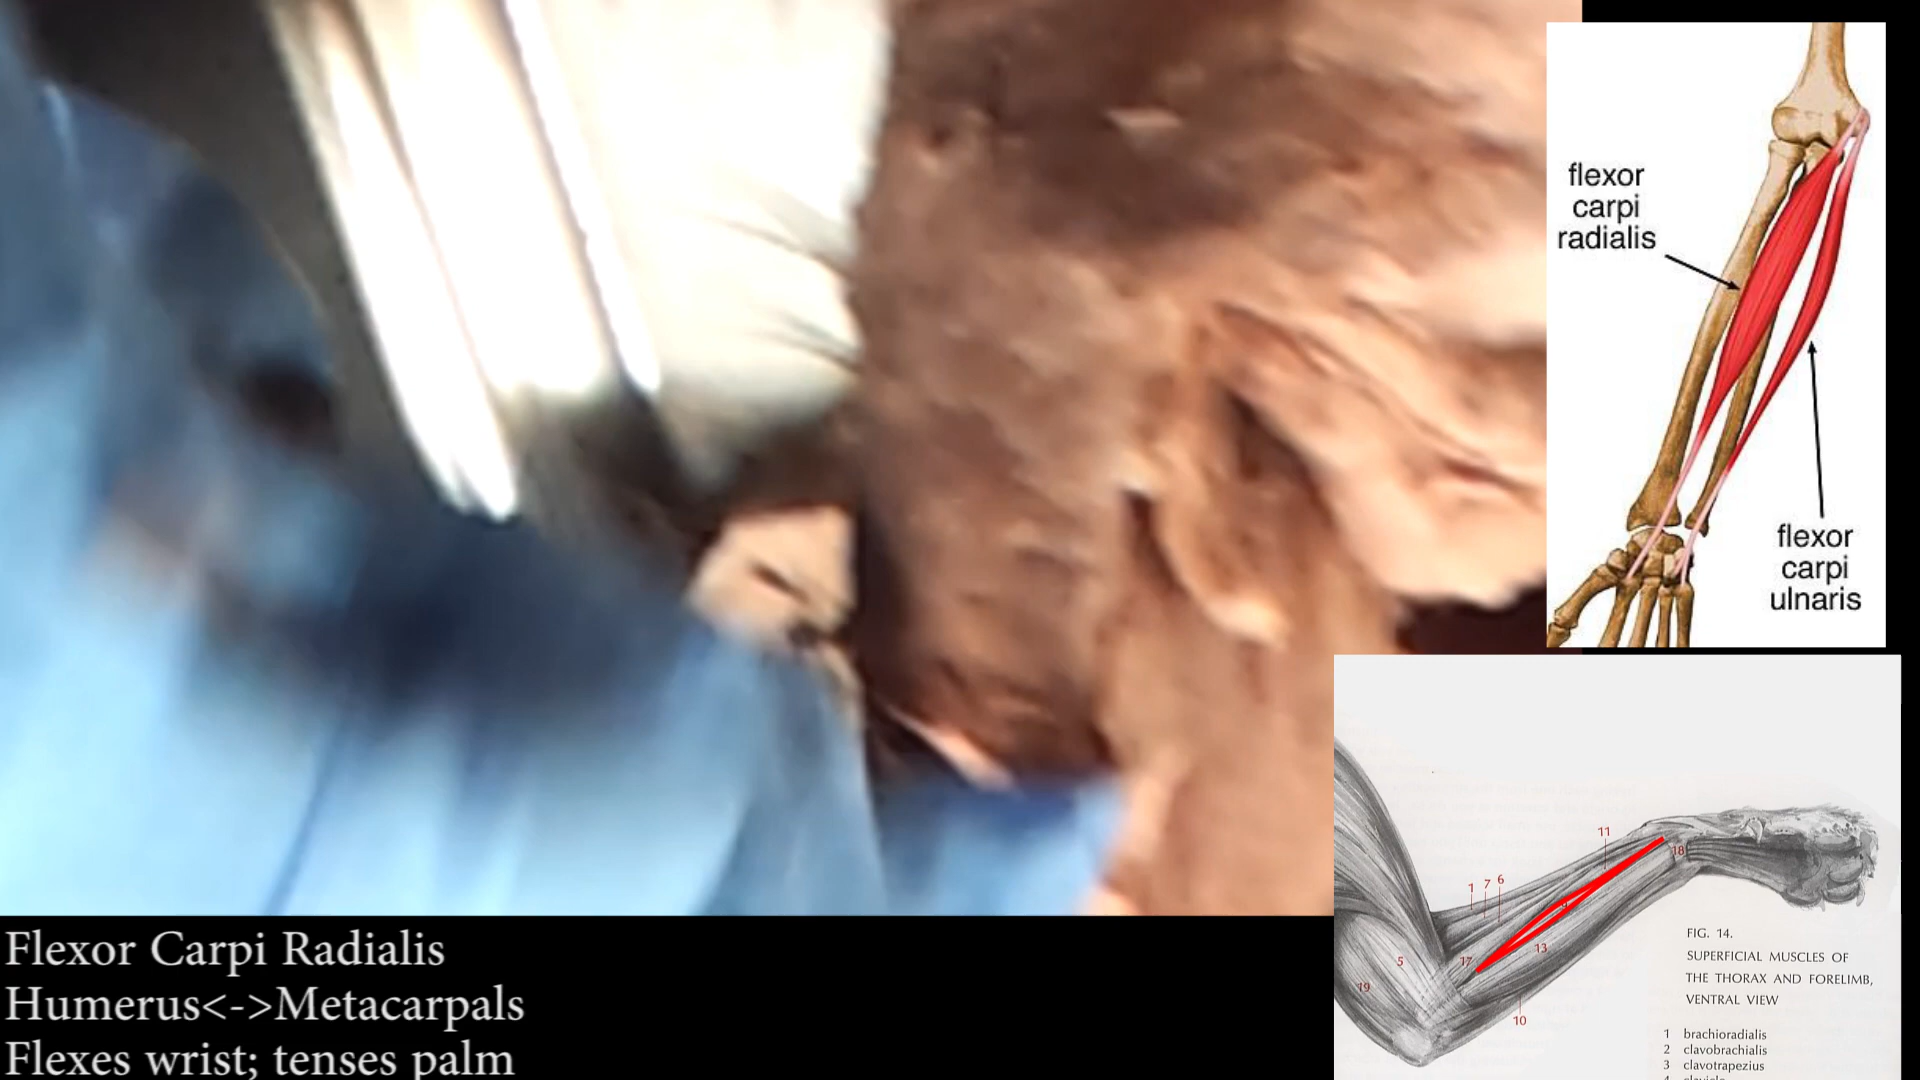 flexor
carpi
radialis
flexor
carpi
ulnaris
11
1 7 6
18
9
13
17
5
19
10
FIG. 14.
SUPERFICIAL MUSCLES OF
THE THORAX AND FORELIMB,
VENTRAL VIEW
1 brachioradialis
2 clavobrachialis
3 clavotrapezius
Flexor Carpi Radialis
Humerus<->Metacarpals
Flexes wrist; tenses palm